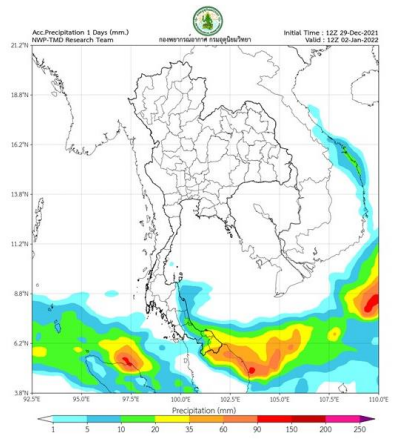 Acc.Precipitation 1 Days (mm.)
NWP-TMD Research Team
กองพยากรณ์อากาศ กรมอุตุนิยมวิทยา
Initial Time : 12Z 29-Dec-2021
Valid : 12Z 02-Jan-2022
21.2°N
18.8°N
16.2°N
13.8°N
11.2°N
8.8°N
6.2°N
3.8°N
92.5°E 95.0°E 97.5°E 100.0°E 102.5°E 105.0°E 107.5°E 110.0°E
Precipitation (mm)
1 5 10 20 35 60 90 150 200 250